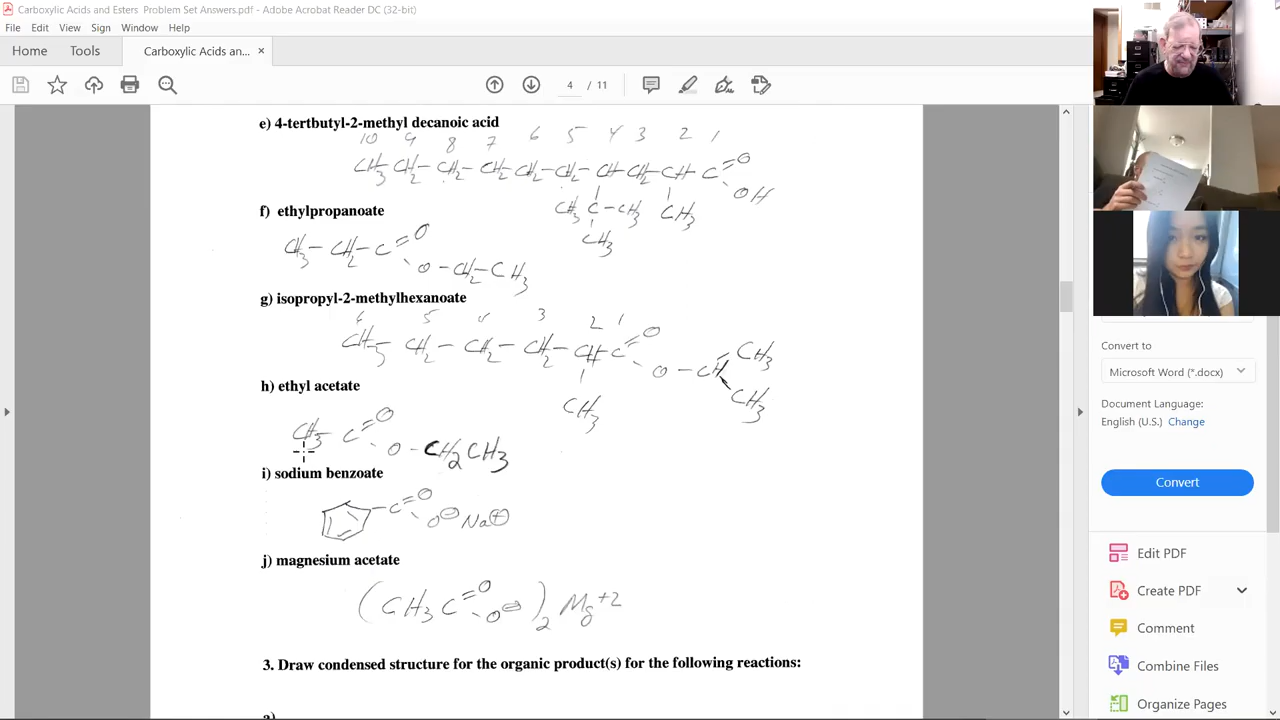 Carboxylic Acids and Esters Problem Set Answers.pdf - Adobe Acrobat Reader DC (32-bit)
File Edit View Sign Window Help
Home Tools Carboxylic Acids an... ×
4 / 11
e) 4-tertbutyl-2-methyl decanoic acid
10 9 8 7 6 5 4 3 2 1
CH3-CH2-CH2-CH2-CH2-CH2-CH-CH2-CH-C=O
OH
CH3 C-CH3 CH3
CH3
f) ethylpropanoate
CH3-CH2-C=O
O-CH2-CH3
g) isopropyl-2-methylhexanoate
6 5 4 3 2 1
CH3 CH2-CH2-CH2-CH-C=O
O-CH CH3
CH3 CH3
h) ethyl acetate
CH3-C=O
O-CH2CH3
i) sodium benzoate
C=O
O⊖Na⊕
j) magnesium acetate
(CH3C=O
O⊖)2 Mg+2
3. Draw condensed structure for the organic product(s) for the following reactions:
a)
Convert to
Microsoft Word (*.docx)
Document Language:
English (U.S.) Change
Convert
Edit PDF
Create PDF
Comment
Combine Files
Organize Pages